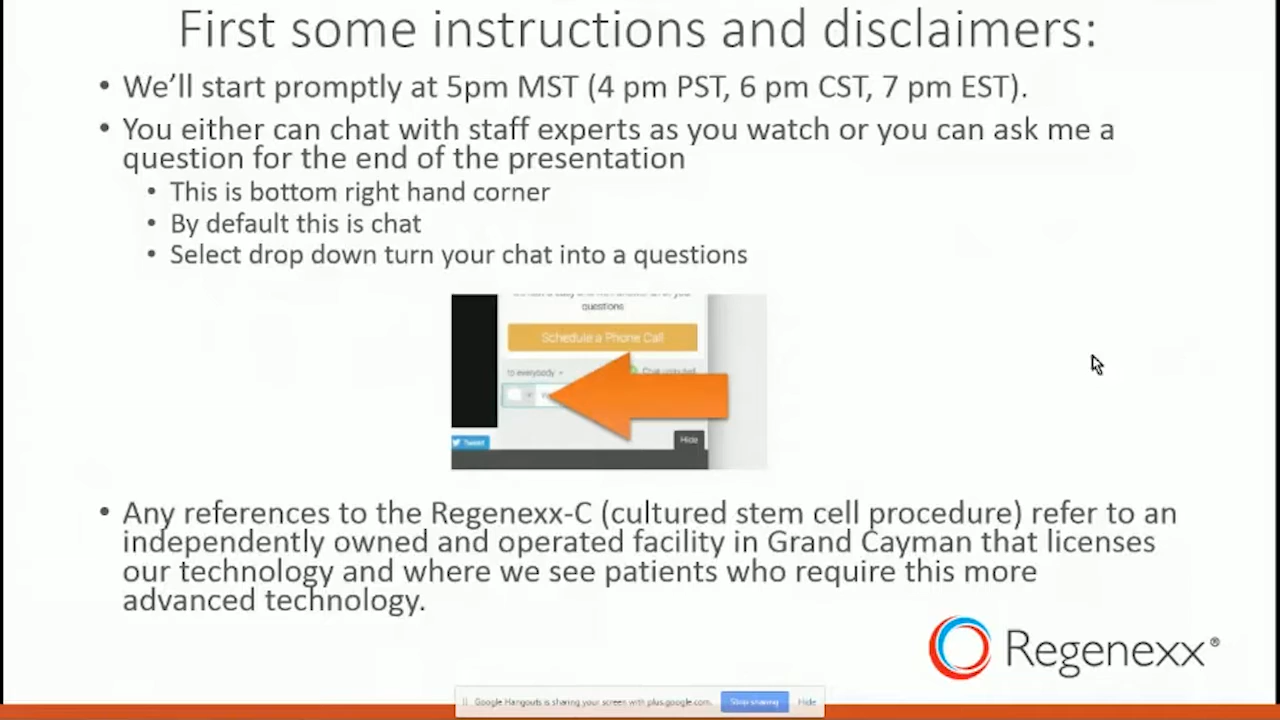 First some instructions and disclaimers:
• We’ll start promptly at 5pm MST (4 pm PST, 6 pm CST, 7 pm EST).
• You either can chat with staff experts as you watch or you can ask me a
question for the end of the presentation
• This is bottom right hand corner
• By default this is chat
• Select drop down turn your chat into a questions
questions
Schedule a Phone Call
to everybody
Tweet
Hide
• Any references to the Regenexx-C (cultured stem cell procedure) refer to an
independently owned and operated facility in Grand Cayman that licenses
our technology and where we see patients who require this more
advanced technology.
Regenexx®
Google Hangouts is sharing your screen with plus.google.com.
Stop sharing
Hide